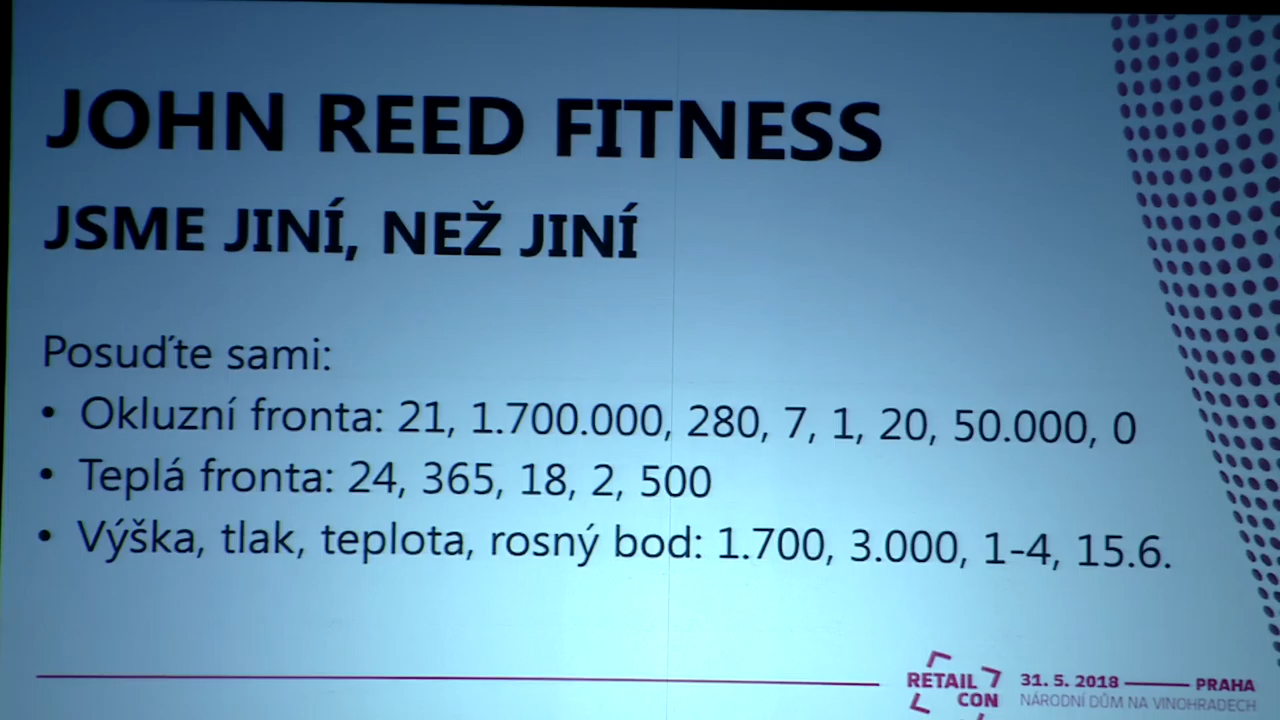 JOHN REED FITNESS
JSME JINÍ, NEŽ JINÍ
Posuďte sami:
• Okluzní fronta: 21, 1.700.000, 280, 7, 1, 20, 50.000, 0
• Teplá fronta: 24, 365, 18, 2, 500
• Výška, tlak, teplota, rosný bod: 1.700, 3.000, 1-4, 15.6.
RETAIL CON
31. 5. 2018 PRAHA
NÁRODNÍ DŮM NA VINOHRADECH